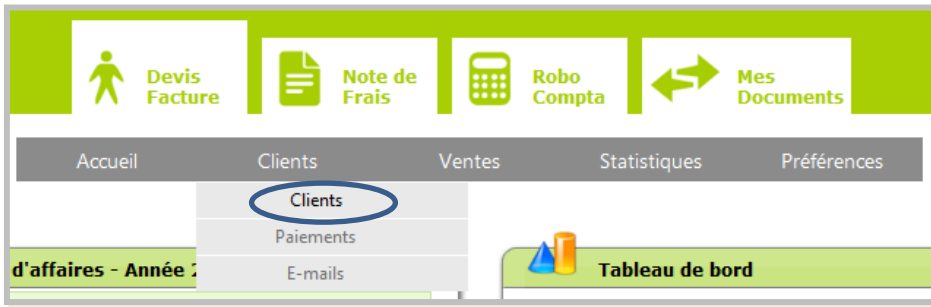 Devis
Facture
Note de
Frais
Robo
Compta
Mes
Documents
Accueil Clients Ventes Statistiques Préférences
Clients
Paiements
E-mails
d'affaires - Année
Tableau de bord